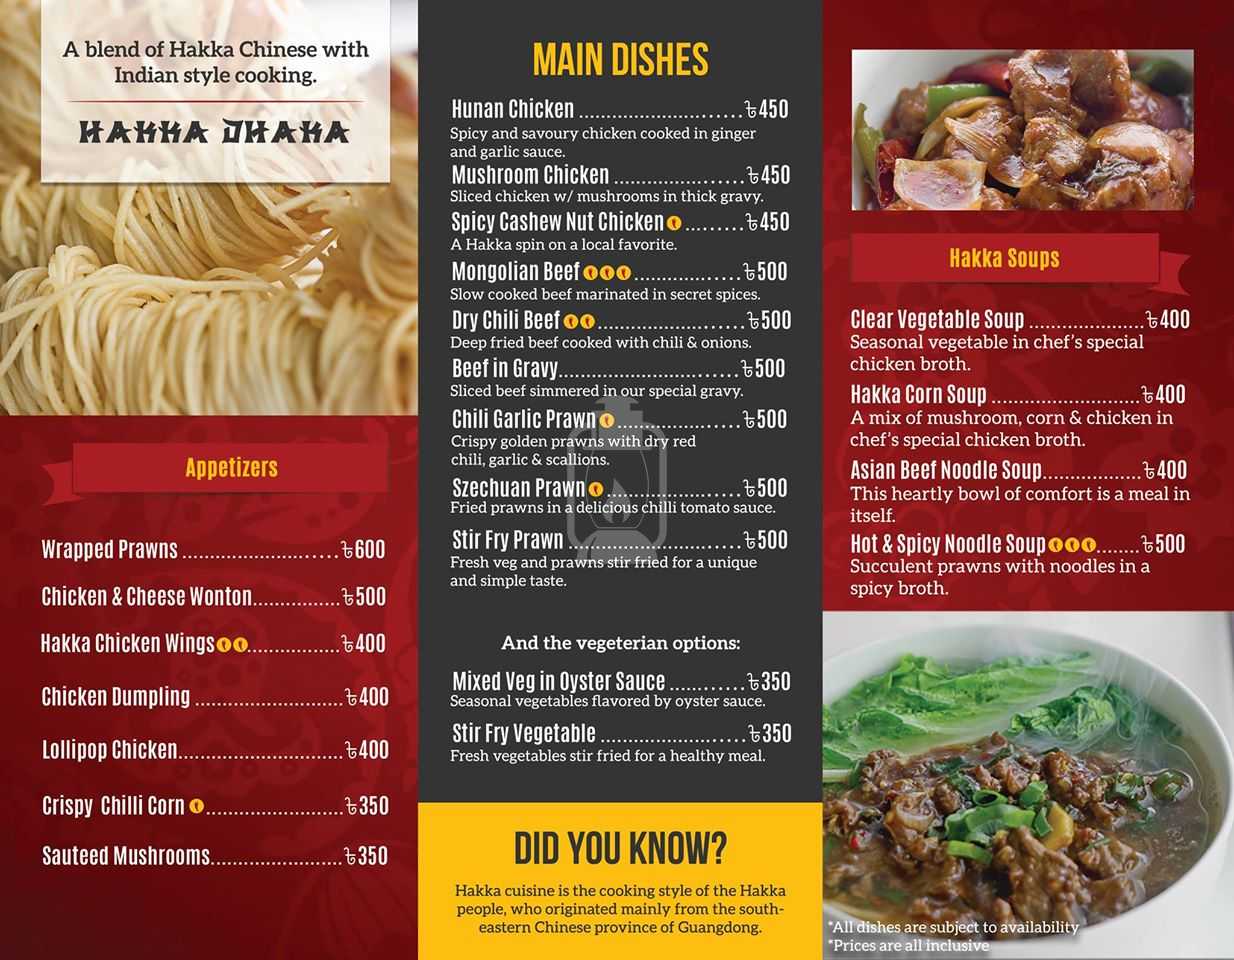 A blend of Hakka Chinese with
Indian style cooking.
HAKKA DHAKA
Appetizers
Wrapped Prawns ............................৳600
Chicken & Cheese Wonton................৳500
Hakka Chicken Wings.................৳400
Chicken Dumpling ...........................৳400
Lollipop Chicken..............................৳400
Crispy Chilli Corn .........................৳350
Sauteed Mushrooms........................৳350
MAIN DISHES
Hunan Chicken ..............................৳450
Spicy and savoury chicken cooked in ginger
and garlic sauce.
Mushroom Chicken ........................৳450
Sliced chicken w/ mushrooms in thick gravy.
Spicy Cashew Nut Chicken ..........৳450
A Hakka spin on a local favorite.
Mongolian Beef ...................৳500
Slow cooked beef marinated in secret spices.
Dry Chili Beef ..........................৳500
Deep fried beef cooked with chili & onions.
Beef in Gravy................................৳500
Sliced beef simmered in our special gravy.
Chili Garlic Prawn ......................৳500
Crispy golden prawns with dry red
chili, garlic & scallions.
Szechuan Prawn ........................৳500
Fried prawns in a delicious chilli tomato sauce.
Stir Fry Prawn ..............................৳500
Fresh veg and prawns stir fried for a unique
and simple taste.
And the vegeterian options:
Mixed Veg in Oyster Sauce ............৳350
Seasonal vegetables flavored by oyster sauce.
Stir Fry Vegetable ........................৳350
Fresh vegetables stir fried for a healthy meal.
DID YOU KNOW?
Hakka cuisine is the cooking style of the Hakka
people, who originated mainly from the south-
eastern Chinese province of Guangdong.
Hakka Soups
Clear Vegetable Soup .....................৳400
Seasonal vegetable in chef's special
chicken broth.
Hakka Corn Soup ...........................৳400
A mix of mushroom, corn & chicken in
chef's special chicken broth.
Asian Beef Noodle Soup..................৳400
This heartly bowl of comfort is a meal in
itself.
Hot & Spicy Noodle Soup........৳500
Succulent prawns with noodles in a
spicy broth.
*All dishes are subject to availability
*Prices are all inclusive